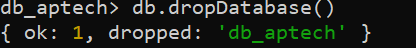 db_aptech> db.dropDatabase()
{ ok: 1, dropped: 'db_aptech' }